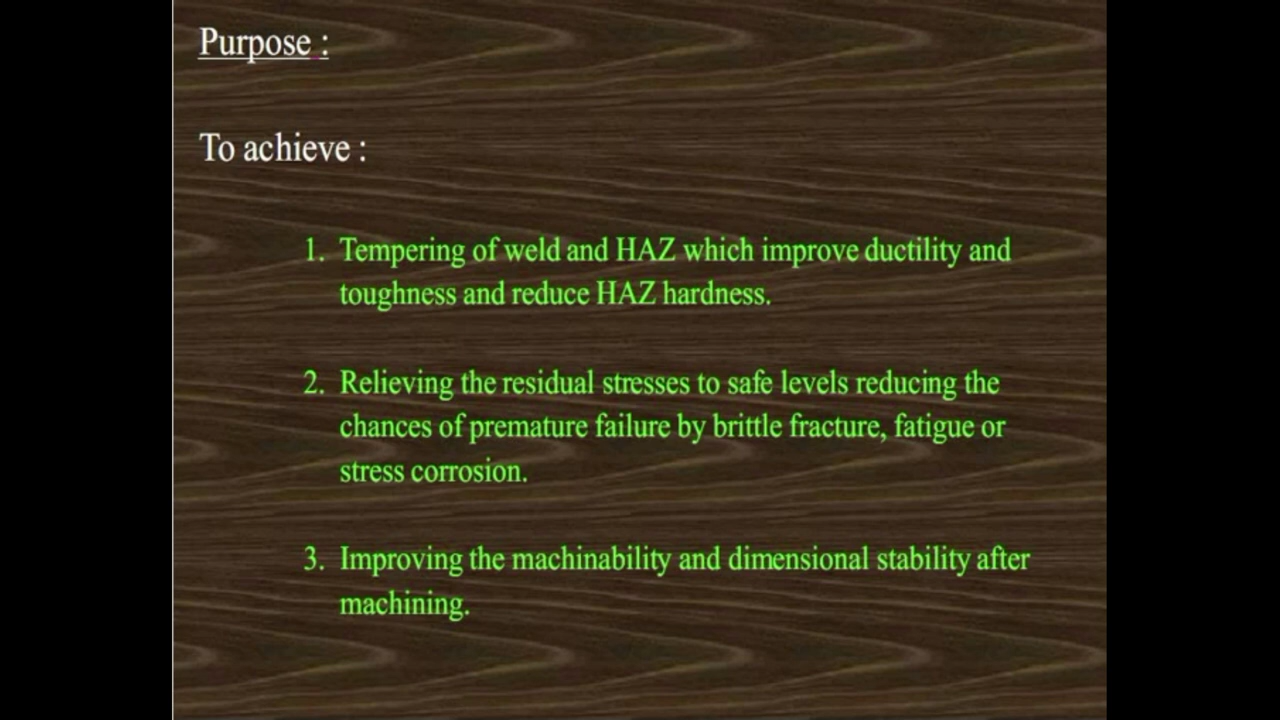 Purpose :
To achieve :
1. Tempering of weld and HAZ which improve ductility and
toughness and reduce HAZ hardness.
2. Relieving the residual stresses to safe levels reducing the
chances of premature failure by brittle fracture, fatigue or
stress corrosion.
3. Improving the machinability and dimensional stability after
machining.